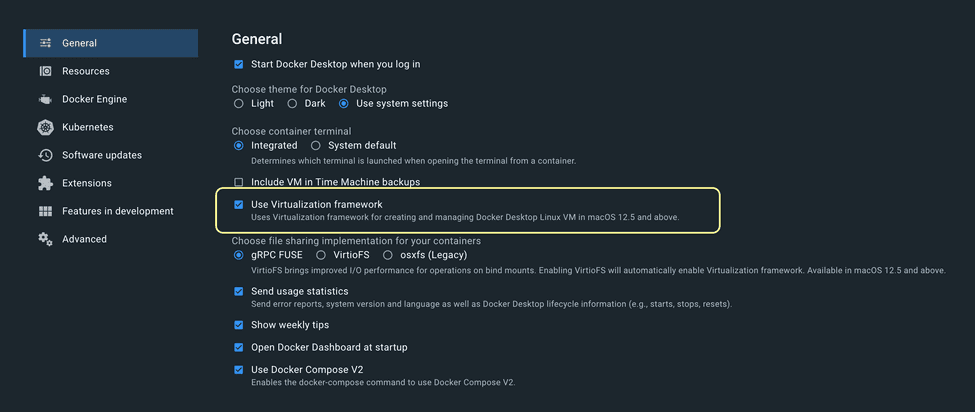 General
Resources
Docker Engine
Kubernetes
Software updates
Extensions
Features in development
Advanced
General
Start Docker Desktop when you log in
Choose theme for Docker Desktop
Light Dark Use system settings
Choose container terminal
Integrated System default
Determines which terminal is launched when opening the terminal from a container.
Include VM in Time Machine backups
Use Virtualization framework
Uses Virtualization framework for creating and managing Docker Desktop Linux VM in macOS 12.5 and above.
Choose file sharing implementation for your containers
gRPC FUSE VirtioFS osxfs (Legacy)
VirtioFS brings improved I/O performance for operations on bind mounts. Enabling VirtioFS will automatically enable Virtualization framework. Available in macOS 12.5 and above.
Send usage statistics
Send error reports, system version and language as well as Docker Desktop lifecycle information (e.g., starts, stops, resets).
Show weekly tips
Open Docker Dashboard at startup
Use Docker Compose V2
Enables the docker-compose command to use Docker Compose V2.